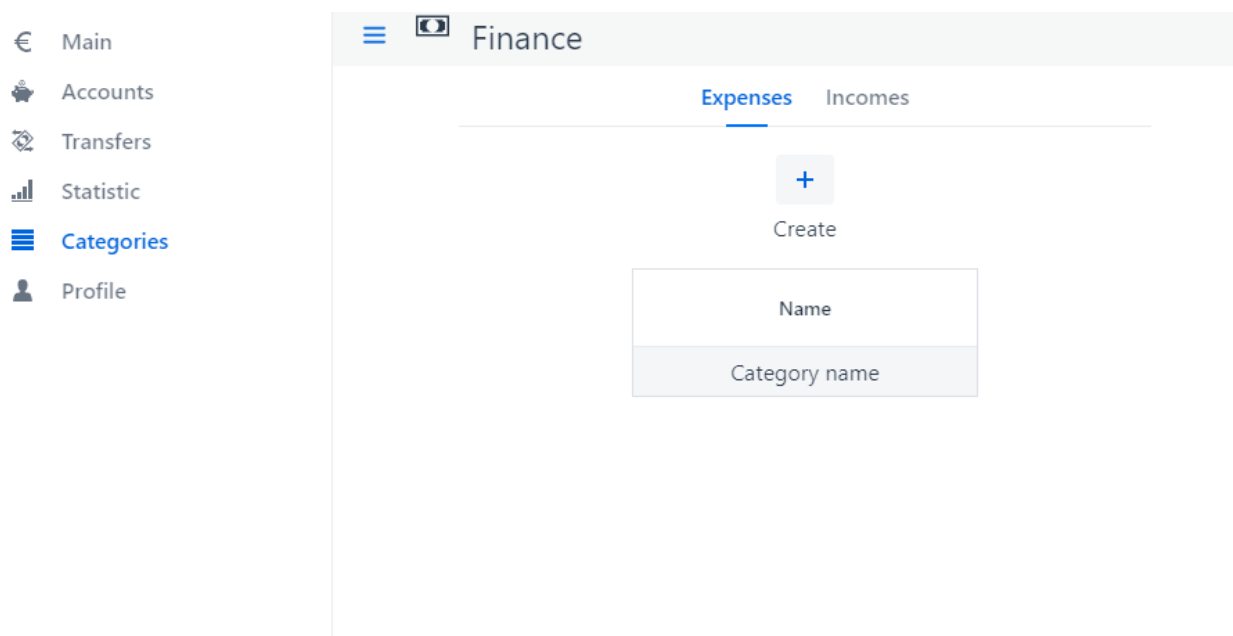 Main
Accounts
Transfers
Statistic
Categories
Profile
Finance
Expenses Incomes
+
Create
Name
Category name